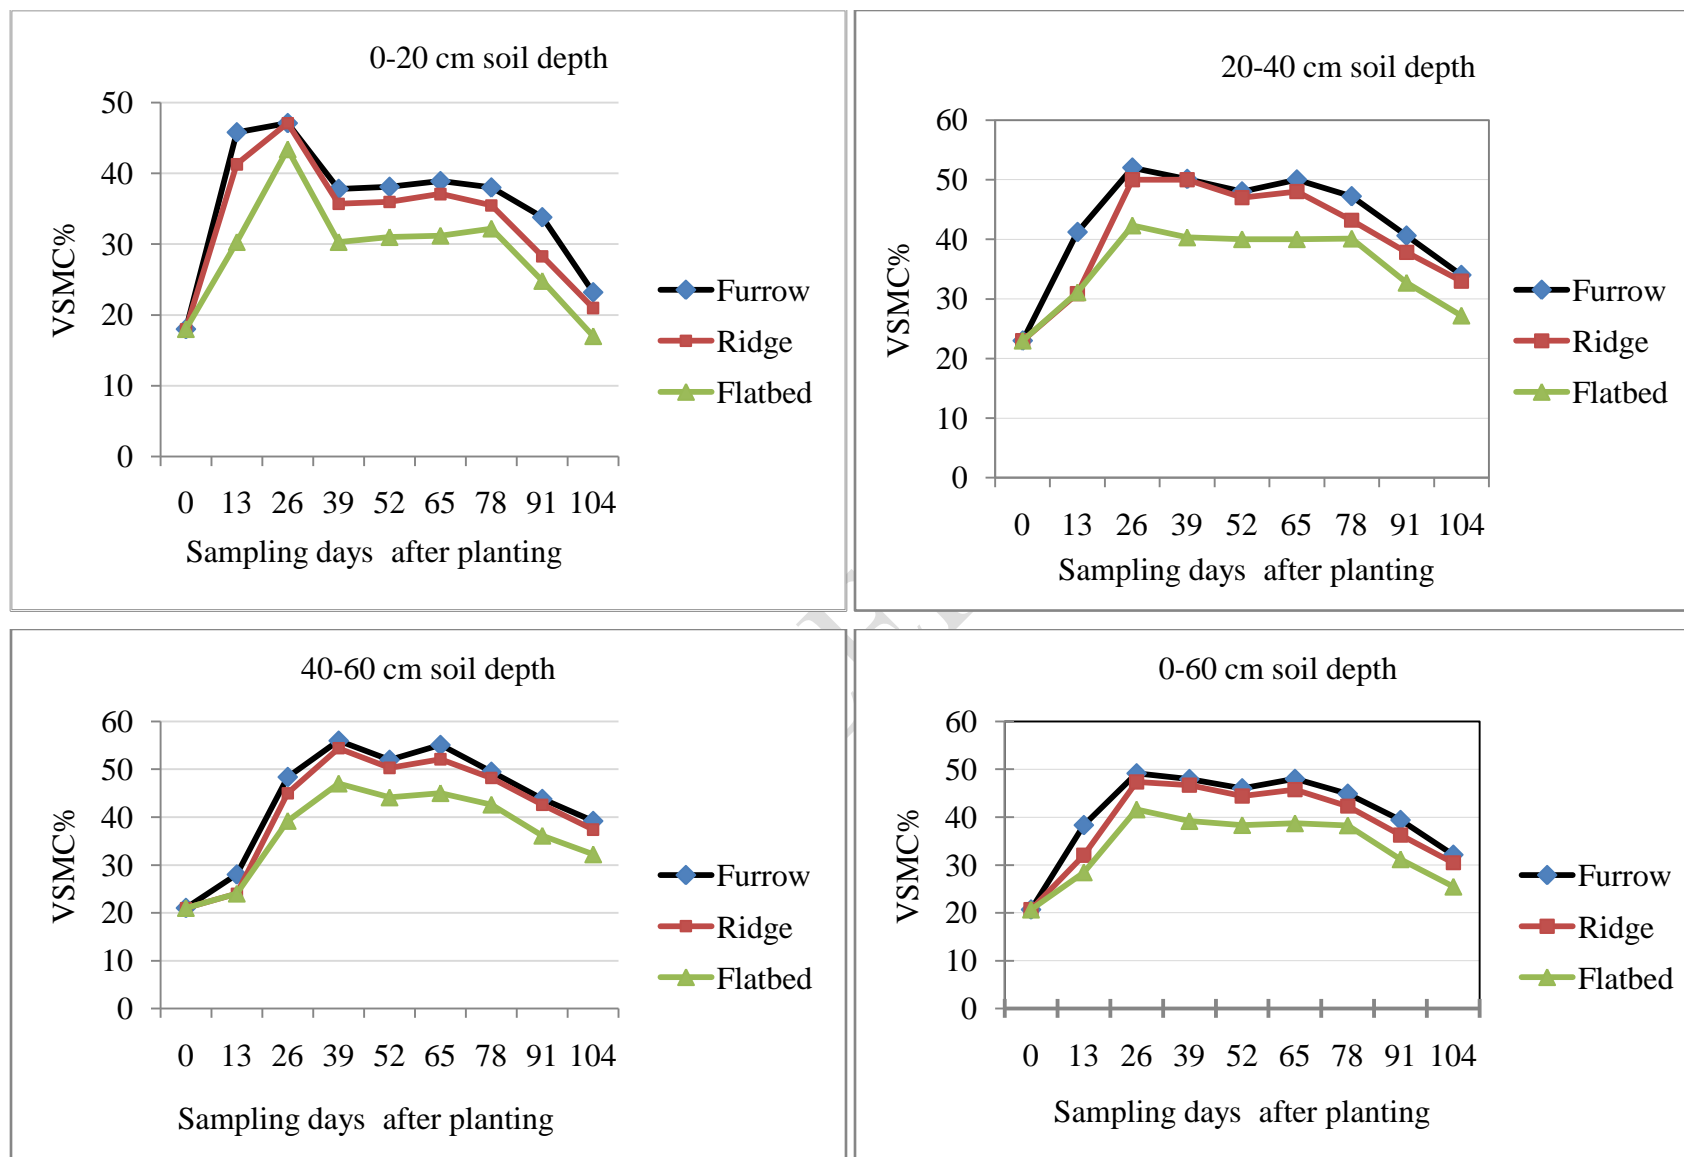 0-20 cm soil depth
50
40
30
20
10
0
VSMC%
0 13 26 39 52 65 78 91 104
Sampling days after planting
Furrow
Ridge
Flatbed
20-40 cm soil depth
60
50
40
30
20
10
0
VSMC%
0 13 26 39 52 65 78 91 104
Sampling days after planting
Furrow
Ridge
Flatbed
40-60 cm soil depth
60
50
40
30
20
10
0
VSMC%
0 13 26 39 52 65 78 91 104
Sampling days after planting
Furrow
Ridge
Flatbed
0-60 cm soil depth
60
50
40
30
20
10
0
VSMC%
0 13 26 39 52 65 78 91 104
Sampling days after planting
Furrow
Ridge
Flatbed